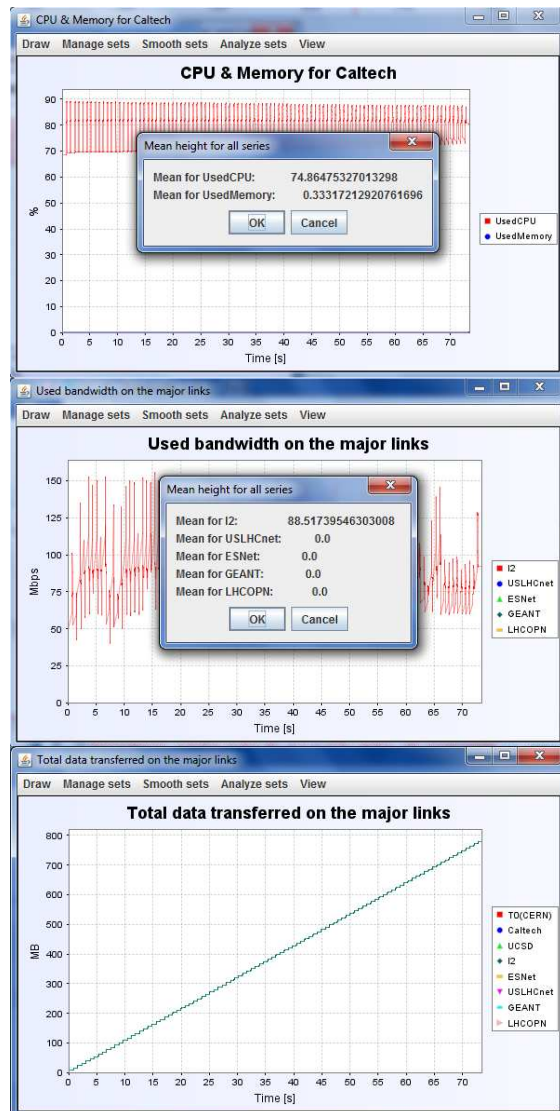 CPU & Memory for Caltech
Draw Manage sets Smooth sets Analyze sets View
CPU & Memory for Caltech
90
80
70
60
50
40
30
20
10
0
%
Mean height for all series
Mean for UsedCPU: 74.86475327013298
Mean for UsedMemory: 0.33317212920761696
OK Cancel
UsedCPU
UsedMemory
0 5 10 15 20 25 30 35 40 45 50 55 60 65 70
Time [s]
Used bandwidth on the major links
Draw Manage sets Smooth sets Analyze sets View
Used bandwidth on the major links
150
125
100
75
50
25
0
Mbps
Mean height for all series
Mean for I2: 88.51739546303008
Mean for USLHCnet: 0.0
Mean for ESNet: 0.0
Mean for GEANT: 0.0
Mean for LHCOPN: 0.0
OK Cancel
I2
USLHCnet
ESNet
GEANT
LHCOPN
0 5 10 15 20 25 30 35 40 45 50 55 60 65 70
Time [s]
Total data transferred on the major links
Draw Manage sets Smooth sets Analyze sets View
Total data transferred on the major links
800
700
600
500
400
300
200
100
0
MB
T0(CERN)
Caltech
UCSD
I2
ESNet
USLHCnet
GEANT
LHCOPN
0 5 10 15 20 25 30 35 40 45 50 55 60 65 70
Time [s]